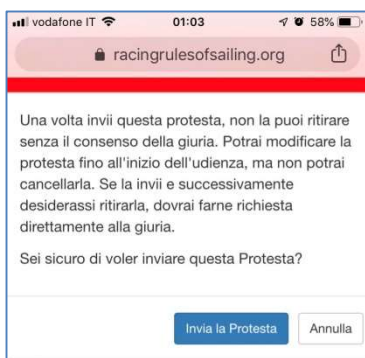 vodafone IT 01:03 58%
racingrulesofsailing.org
Una volta invii questa protesta, non la puoi ritirare
senza il consenso della giuria. Potrai modificare la
protesta fino all'inizio dell'udienza, ma non potrai
cancellarla. Se la invii e successivamente
desiderassi ritirarla, dovrai farne richiesta
direttamente alla giuria.
Sei sicuro di voler inviare questa Protesta?
Invia la Protesta Annulla